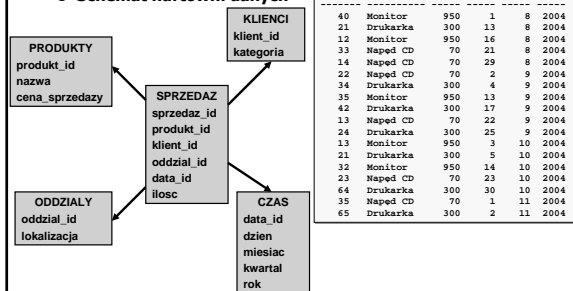 Schemat hurtowni danych
KLIENCI
klient_id
kategoria
PRODUKTY
produkt_id
nazwa
cena_sprzedazy
SPRZEDAZ
sprzedaz_id
produkt_id
klient_id
oddzial_id
data_id
ilosc
ODDZIALY
oddzial_id
lokalizacja
CZAS
data_id
dzien
miesiac
kwartal
rok
-------- ----------- ----- ----- ----- -----
40 Monitor 950 1 8 2004
21 Drukarka 300 13 8 2004
12 Monitor 950 16 8 2004
33 Napęd CD 70 21 8 2004
14 Napęd CD 70 29 8 2004
22 Napęd CD 70 2 9 2004
34 Drukarka 300 4 9 2004
35 Monitor 950 13 9 2004
42 Drukarka 300 17 9 2004
13 Napęd CD 70 22 9 2004
24 Drukarka 300 25 9 2004
13 Monitor 950 3 10 2004
21 Drukarka 300 5 10 2004
32 Monitor 950 14 10 2004
23 Napęd CD 70 23 10 2004
64 Drukarka 300 30 10 2004
35 Napęd CD 70 1 11 2004
65 Drukarka 300 2 11 2004